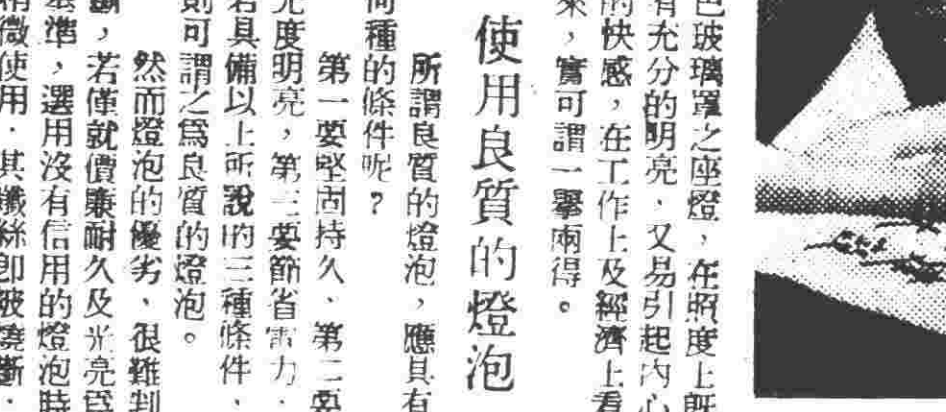 色玻璃罩之座燈，在照度上既
有充分的明亮，又易引起內心
的快感，在工作上及經濟上看
來，實可謂一舉兩得。
使用良質的燈泡
所謂良質的燈泡，應具有
何種的條件呢？
第一要堅固持久、第二要
光度明亮，第三要節省電力．
若具備以上所說的三種條件、
則可謂之爲良質的燈泡。
然而燈泡的優劣、很難判
斷，若僅就價廉耐久及光亮爲
準，選用沒有信用的燈泡時
稍微使用．其纖絲卽被燒斷．